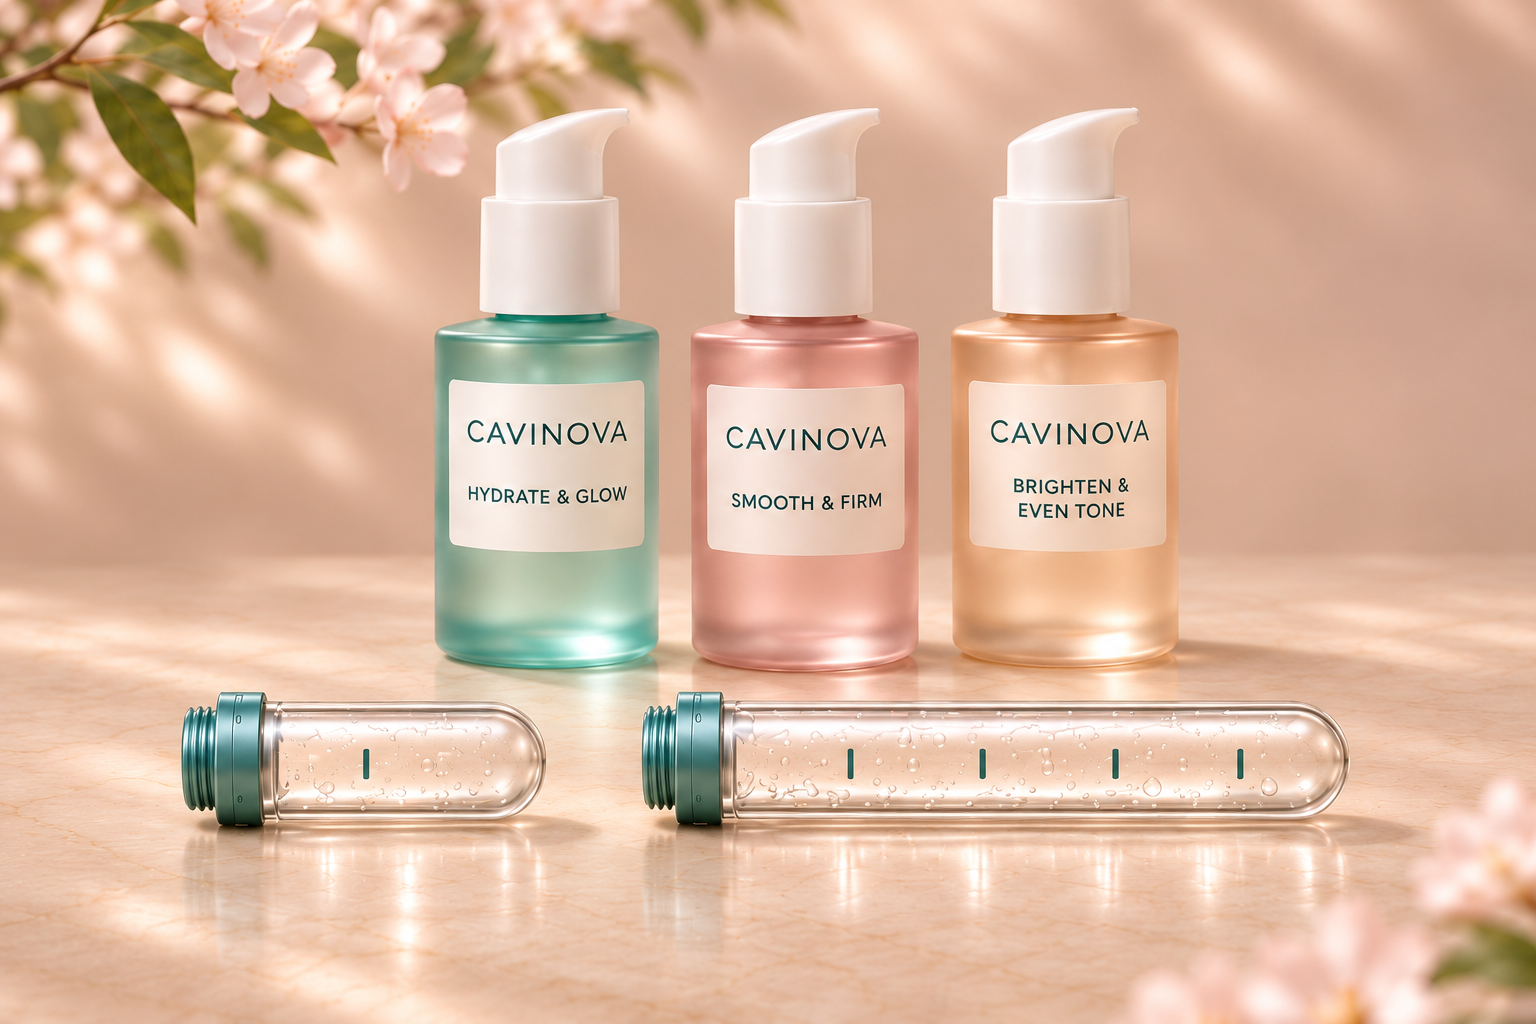 CAVINOVA
HYDRATE & GLOW
CAVINOVA
SMOOTH & FIRM
CAVINOVA
BRIGHTEN &
EVEN TONE